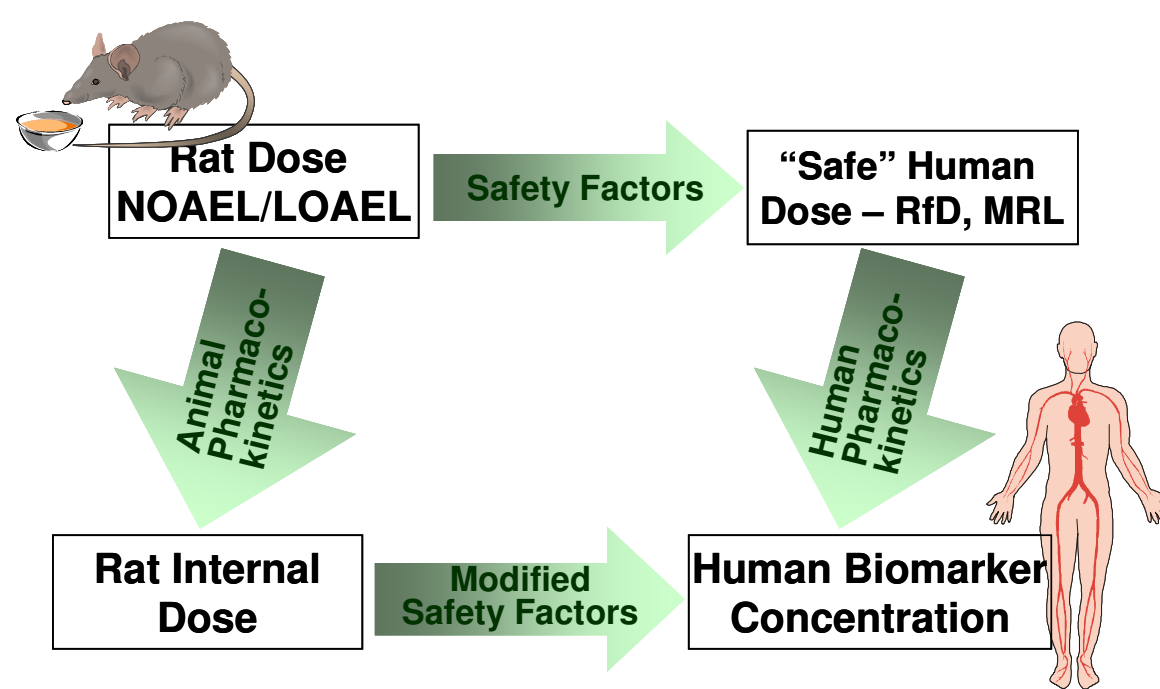 Rat Dose
NOAEL/LOAEL
Safety Factors
“Safe” Human
Dose – RfD, MRL
Animal
Pharmaco-
kinetics
Human
Pharmaco-
kinetics
Rat Internal
Dose
Modified
Safety Factors
Human Biomarker
Concentration